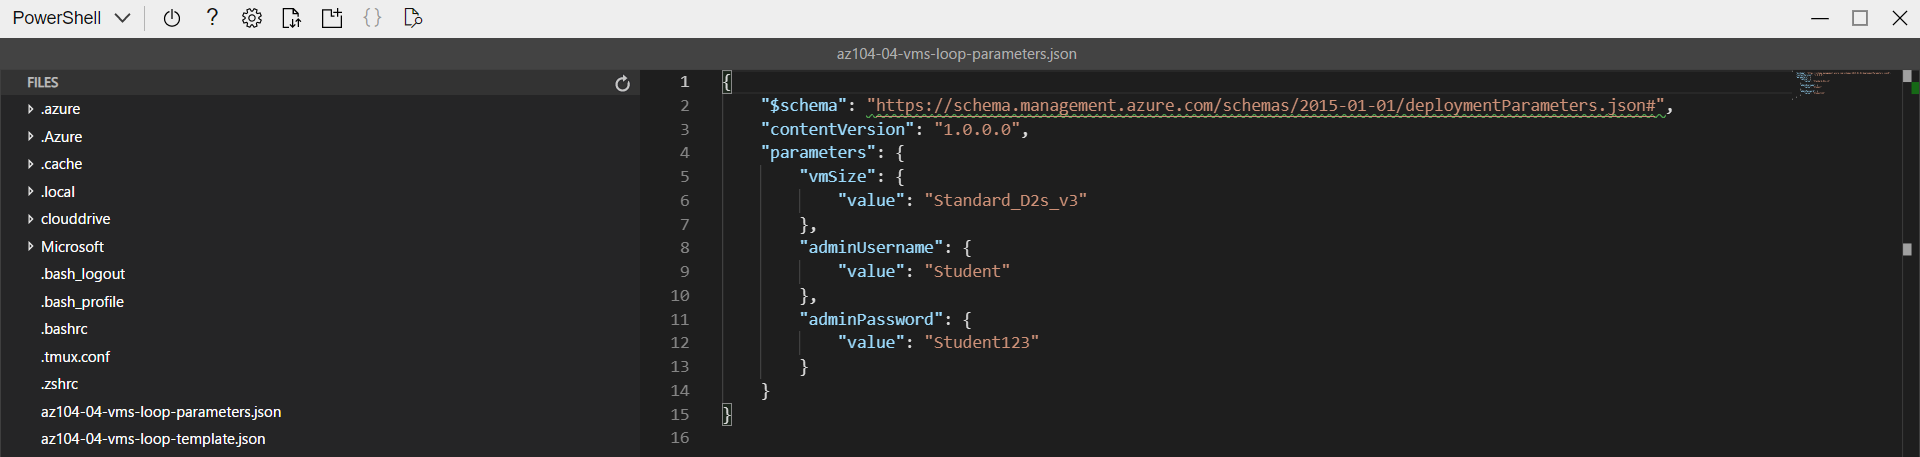 PowerShell
az104-04-vms-loop-parameters.json
FILES
.azure
.Azure
.cache
.local
clouddrive
Microsoft
.bash_logout
.bash_profile
.bashrc
.tmux.conf
.zshrc
az104-04-vms-loop-parameters.json
az104-04-vms-loop-template.json
1 {
2 "$schema": "https://schema.management.azure.com/schemas/2015-01-01/deploymentParameters.json#",
3 "contentVersion": "1.0.0.0",
4 "parameters": {
5 "vmSize": {
6 "value": "Standard_D2s_v3"
7 },
8 "adminUsername": {
9 "value": "Student"
10 },
11 "adminPassword": {
12 "value": "Student123"
13 }
14 }
15 }
16